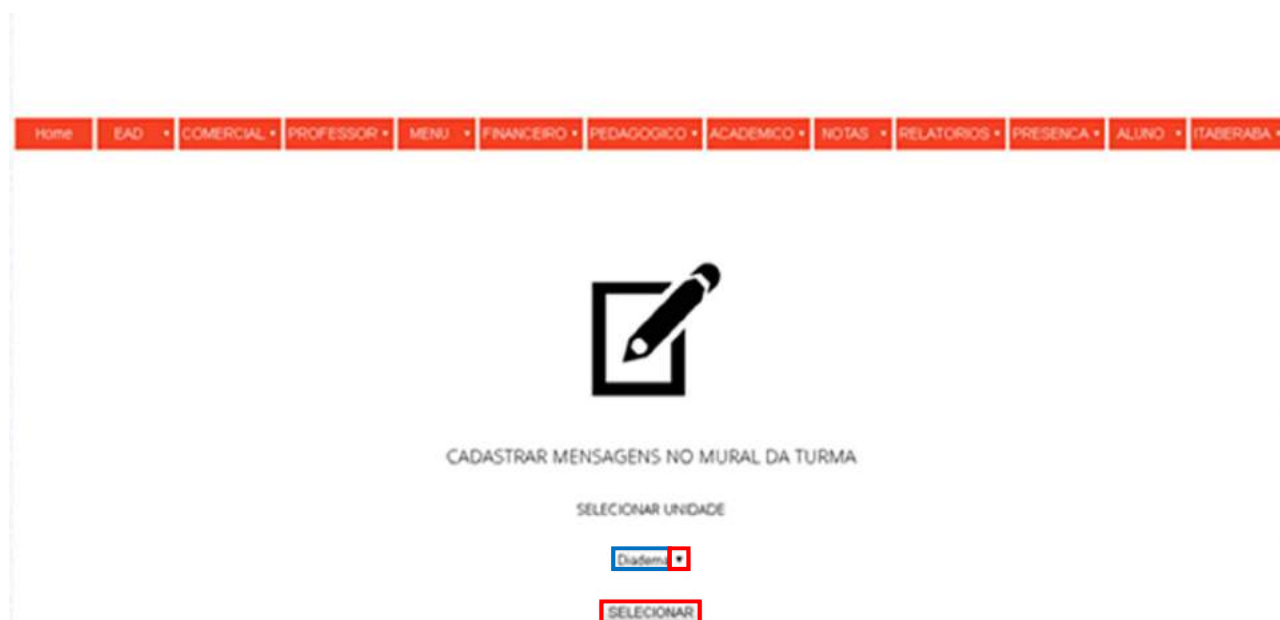 Home EAD COMERCIAL PROFESSOR MENU FINANCEIRO PEDAGOGICO ACADEMICO NOTAS RELATORIOS PRESENCA ALUNO ITABERABA
CADASTRAR MENSAGENS NO MURAL DA TURMA
SELECIONAR UNIDADE
Diadema
SELECIONAR